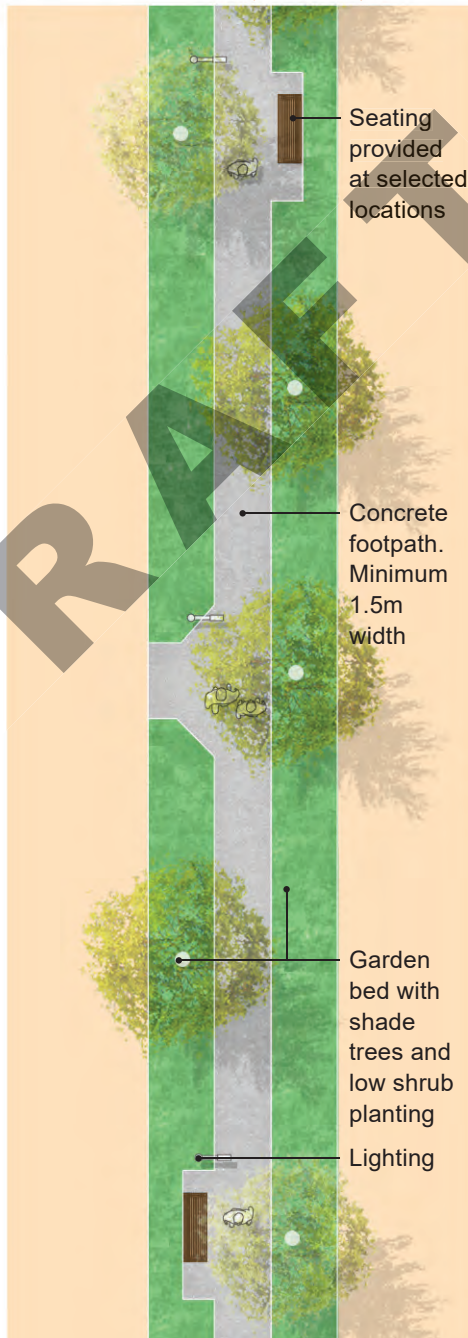 Seating
provided
at selected
locations
Concrete
footpath.
Minimum
1.5m
width
Garden
bed with
shade
trees and
low shrub
planting
Lighting
RAFT